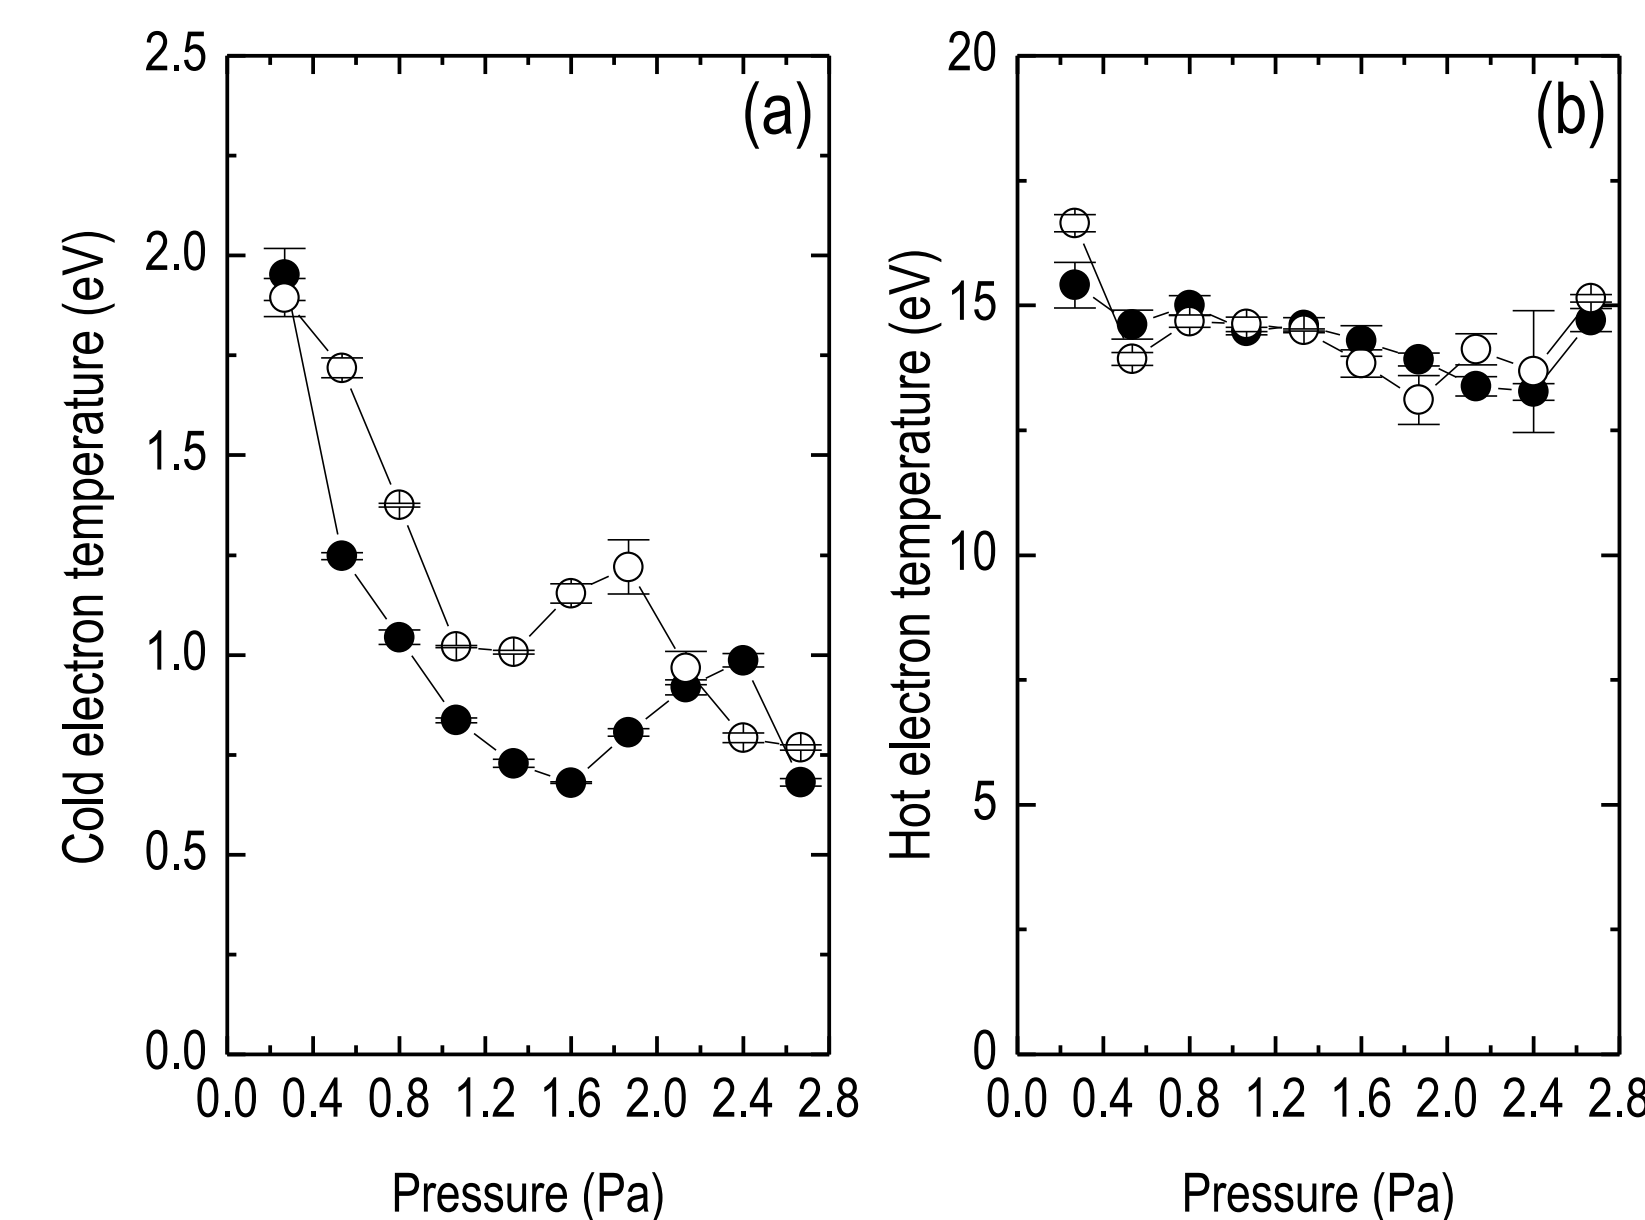 (a)
2.5
2.0
1.5
1.0
0.5
0.0
Cold electron temperature (eV)
0.0 0.4 0.8 1.2 1.6 2.0 2.4 2.8
Pressure (Pa)
(b)
20
15
10
5
0
Hot electron temperature (eV)
0.0 0.4 0.8 1.2 1.6 2.0 2.4 2.8
Pressure (Pa)